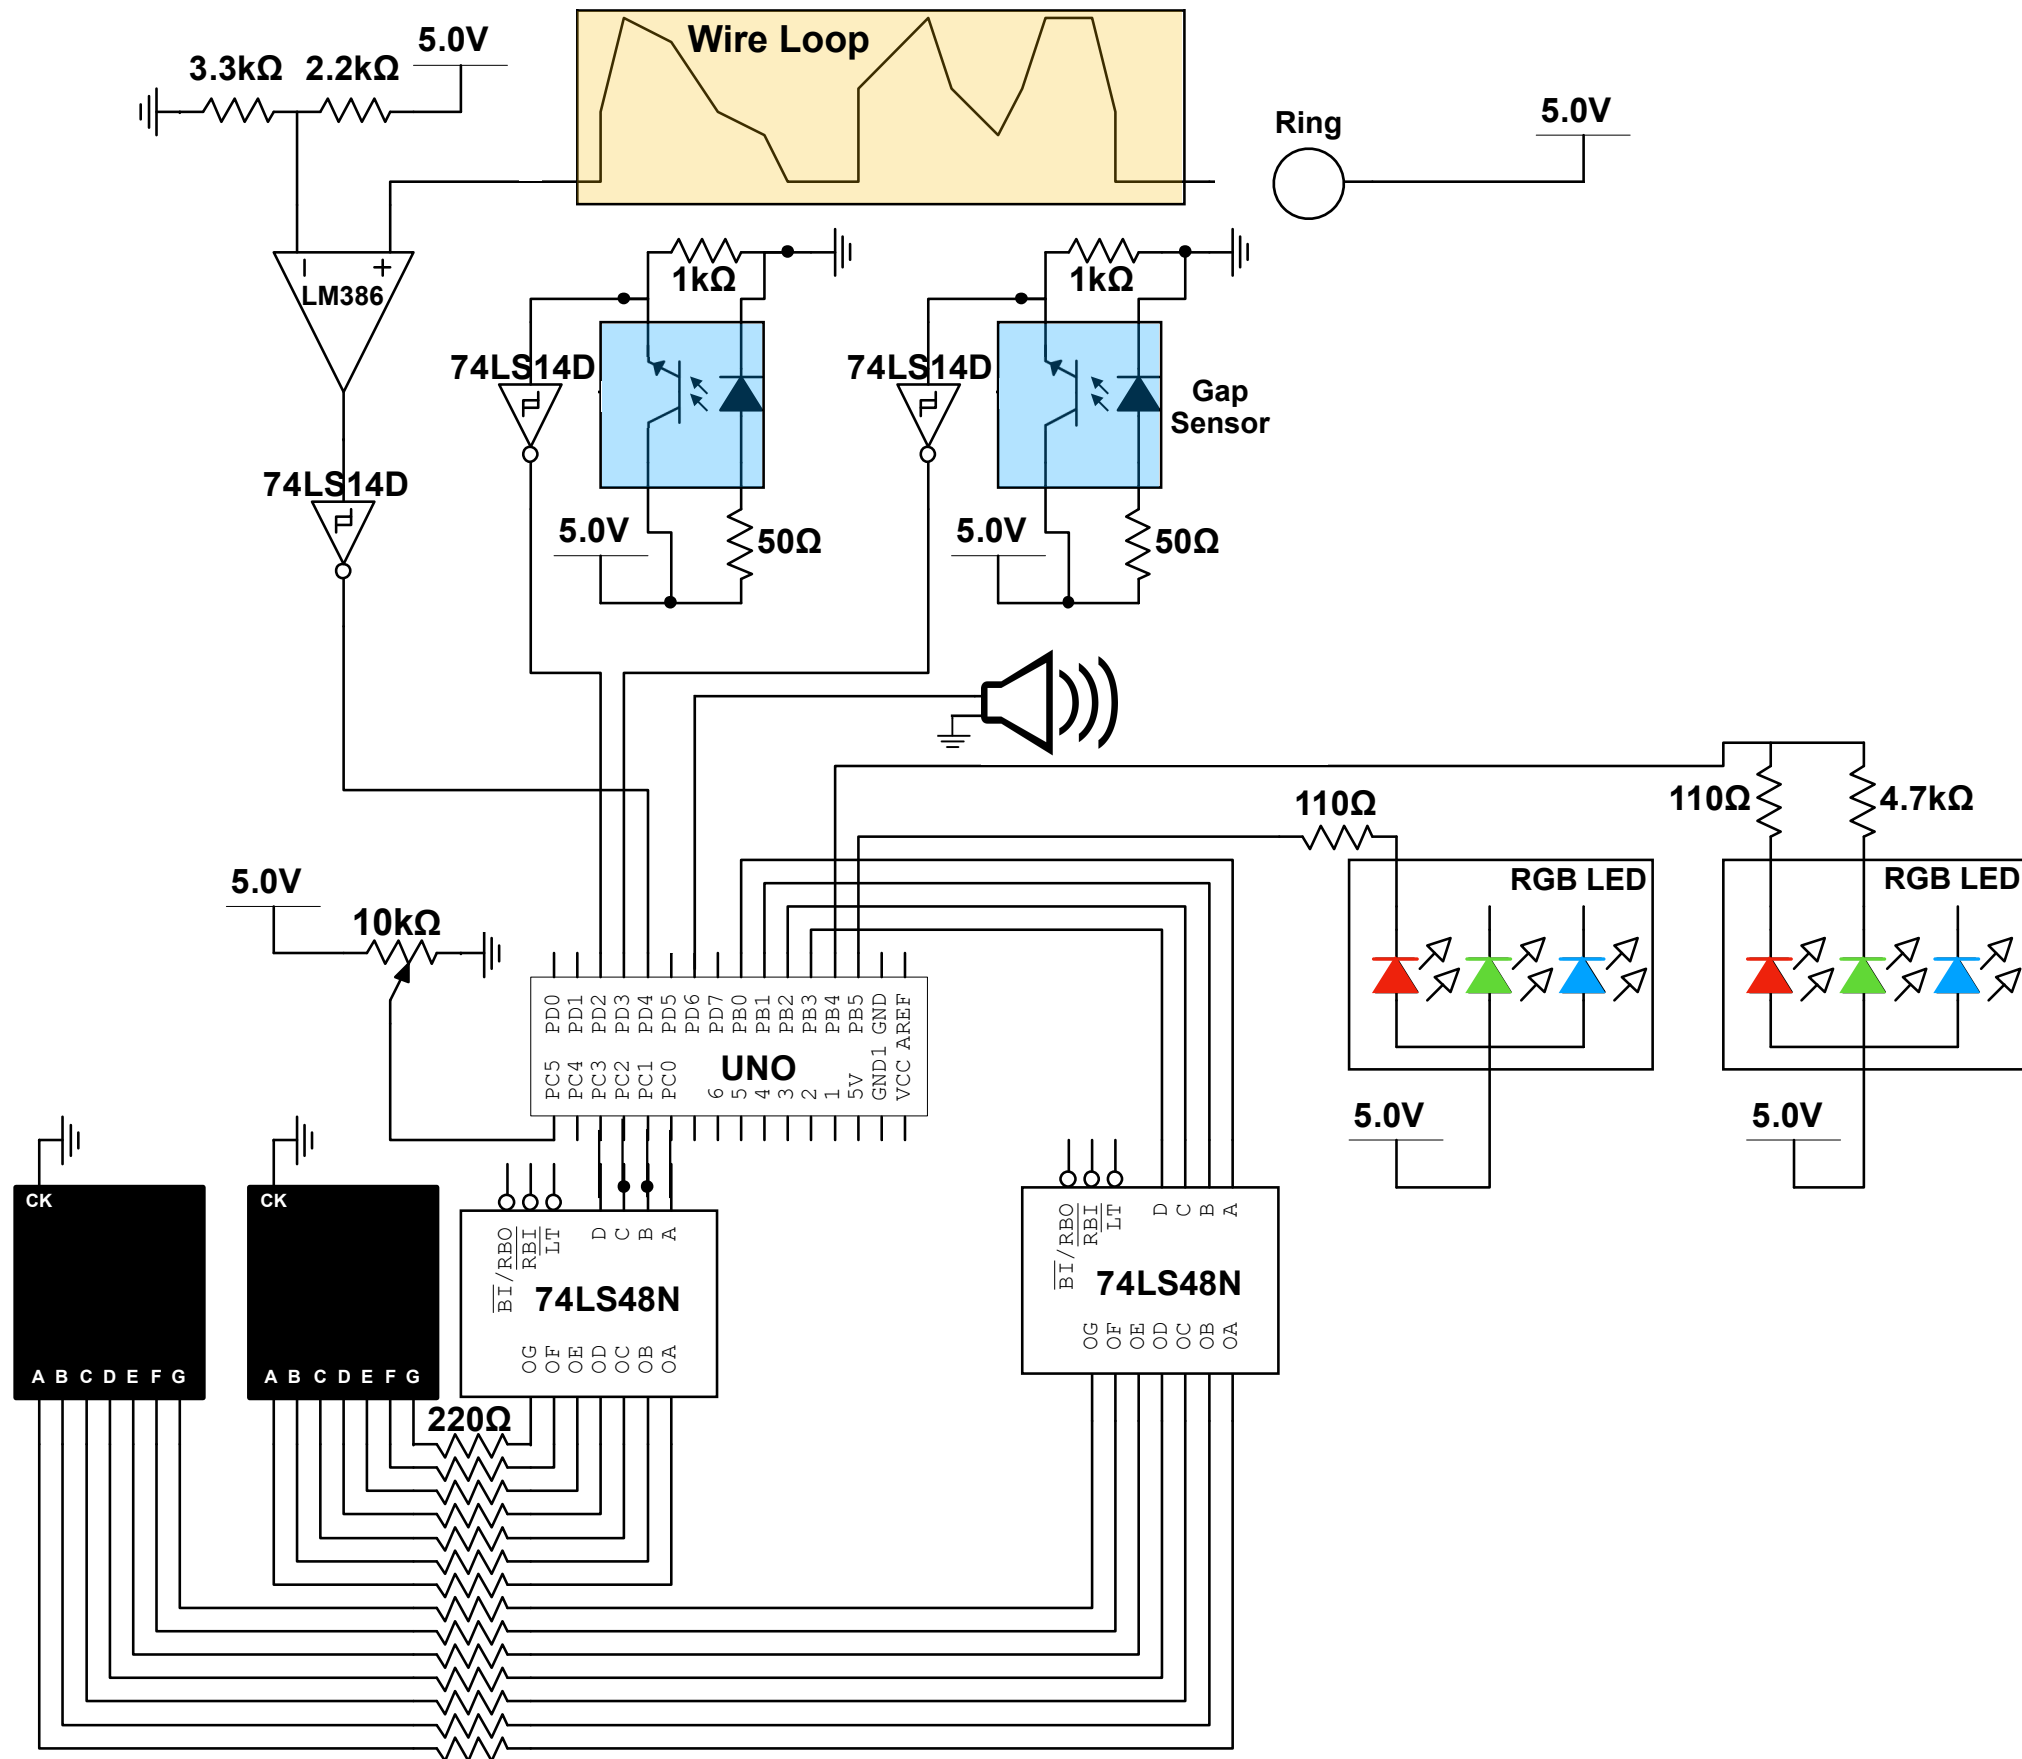 Wire Loop
5.0V
3.3kΩ 2.2kΩ
5.0V
Ring
LM386
1kΩ
1kΩ
74LS14D
74LS14D
Gap
Sensor
74LS14D
5.0V
50Ω
5.0V
50Ω
110Ω
110Ω
4.7kΩ
5.0V
10kΩ
RGB LED
RGB LED
PD0
PD1
PD2
PD3
PD4
PD5
PD6
PD7
PB0
PB1
PB2
PB3
PB4
PB5
GND
AREF
UNO
PC5
PC4
PC3
PC2
PC1
PC0
6
5
4
3
2
1
5V
GND1
VCC
5.0V
5.0V
CK
CK
BI/RBO
RBI
LT
D
C
B
A
74LS48N
OG
OF
OE
OD
OC
OB
OA
BI/RBO
RBI
LT
D
C
B
A
74LS48N
OG
OF
OE
OD
OC
OB
OA
A B C D E F G
A B C D E F G
220Ω